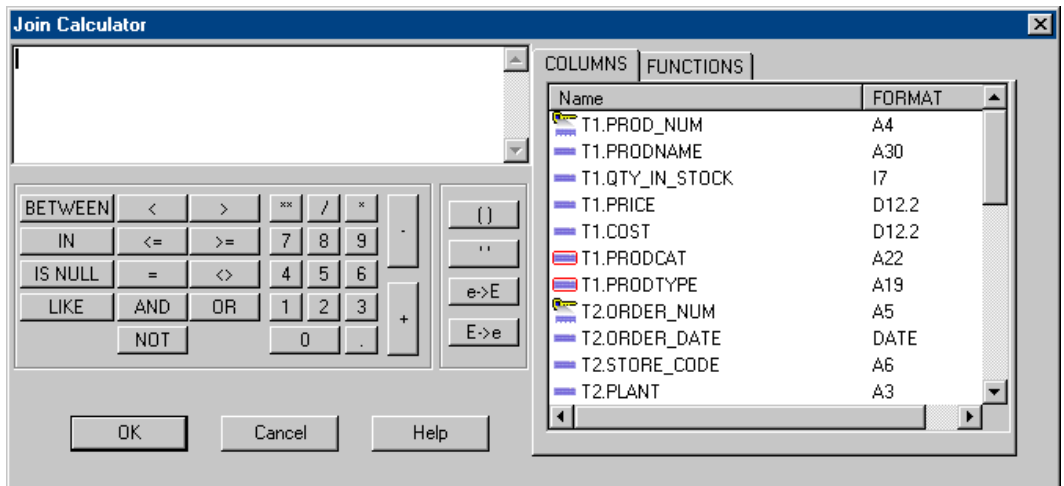 Join Calculator
COLUMNS FUNCTIONS
Name FORMAT
T1.PROD_NUM A4
T1.PRODNAME A30
T1.QTY_IN_STOCK I7
T1.PRICE D12.2
T1.COST D12.2
T1.PRODCAT A22
T1.PRODTYPE A19
T2.ORDER_NUM A5
T2.ORDER_DATE DATE
T2.STORE_CODE A6
T2.PLANT A3
BETWEEN < > ** / * - ( )
IN <= >= 7 8 9 ' '
IS NULL = <> 4 5 6 e->E
LIKE AND OR 1 2 3 + E->e
NOT 0 .
OK Cancel Help